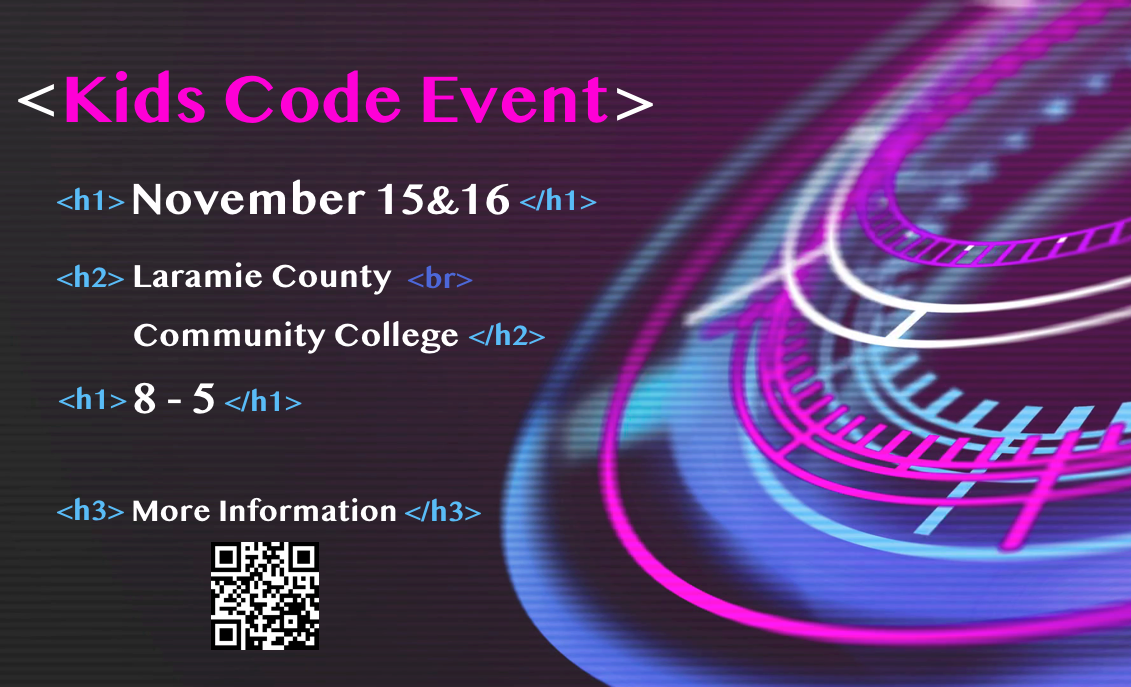 <Kids Code Event>
<h1> November 15&16 </h1>
<h2> Laramie County <br>
Community College </h2>
<h1> 8 - 5 </h1>
<h3> More Information </h3>